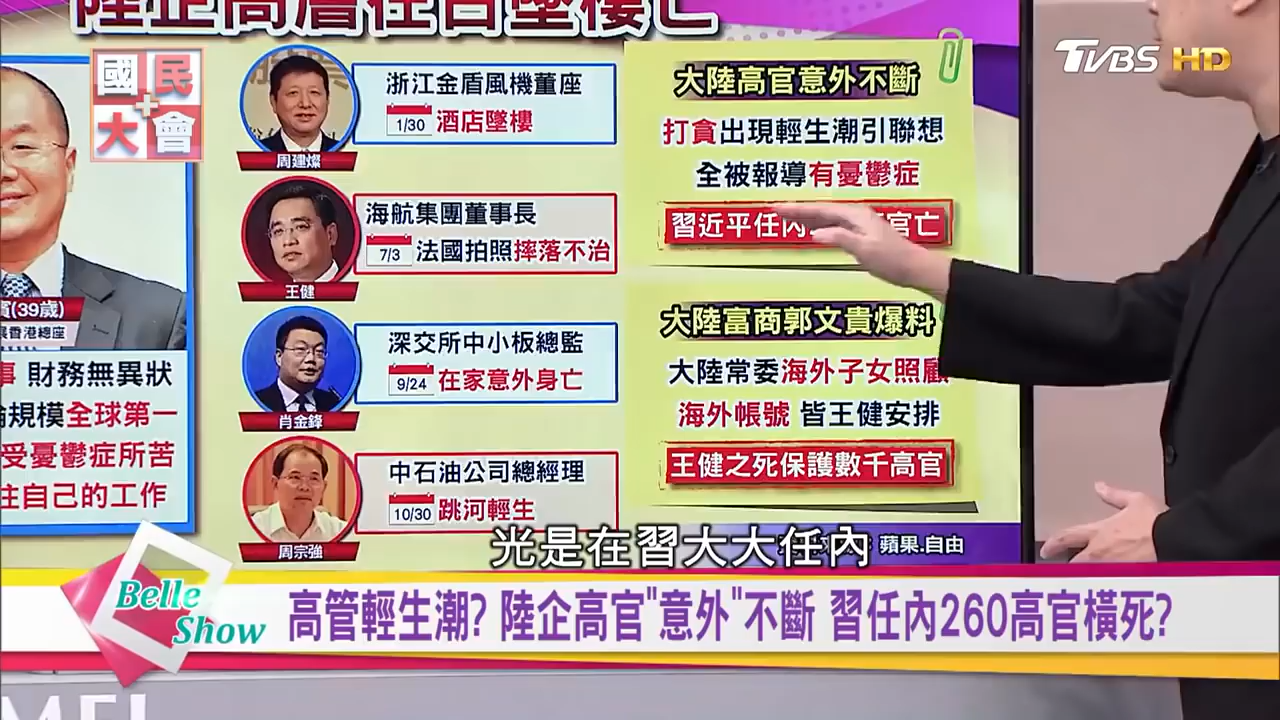 陸企高層任合墜樓亡
TVBS HD
國民
大會
(39歲)
香港總座
財務無異狀
規模全球第一
受憂鬱症所苦
往自己的工作
浙江金盾風機董座
1/30 酒店墜樓
周建燦
海航集團董事長
7/3 法國拍照摔落不治
王健
深交所中小板總監
9/24 在家意外身亡
肖金鋒
中石油公司總經理
10/30 跳河輕生
周宗強
大陸高官意外不斷
打貪出現輕生潮引聯想
全被報導有憂鬱症
習近平任內 官亡
大陸富商郭文貴爆料
大陸常委海外子女照顧
海外帳號 皆王健安排
王健之死保護數千高官
蘋果.自由
光是在習大大任內
Belle
Show
高管輕生潮? 陸企高官"意外"不斷 習任內260高官橫死?